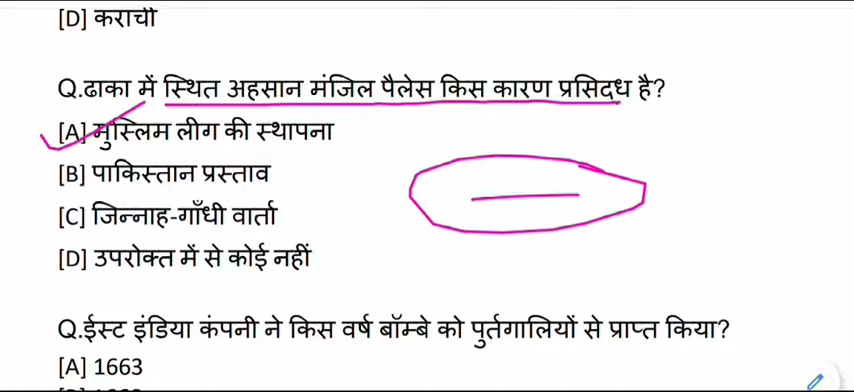 [D] कराची
Q.ढाका में स्थित अहसान मंजिल पैलेस किस कारण प्रसिद्ध है?
[A] मुस्लिम लीग की स्थापना
[B] पाकिस्तान प्रस्ताव
[C] जिन्नाह-गाँधी वार्ता
[D] उपरोक्त में से कोई नहीं
Q.ईस्ट इंडिया कंपनी ने किस वर्ष बॉम्बे को पुर्तगालियों से प्राप्त किया?
[A] 1663